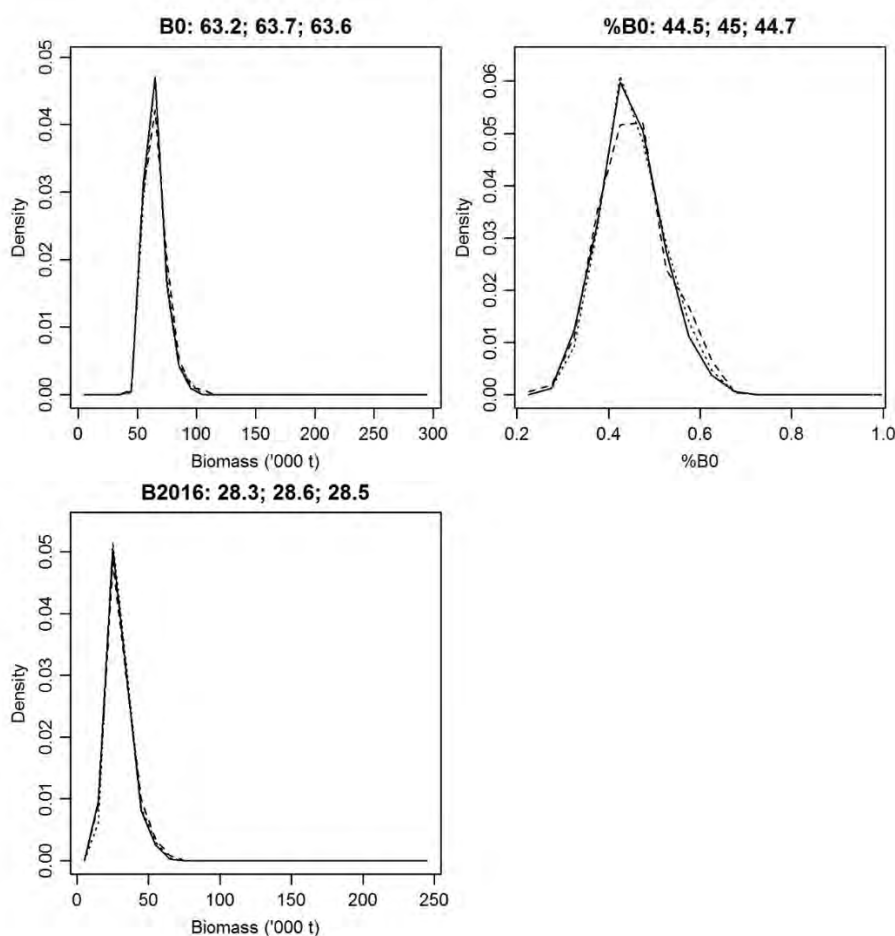 B0: 63.2; 63.7; 63.6
Density
0.00 0.01 0.02 0.03 0.04 0.05
0 50 100 150 200 250 300
Biomass ('000 t)
%B0: 44.5; 45; 44.7
Density
0.00 0.01 0.02 0.03 0.04 0.05 0.06
0.2 0.4 0.6 0.8 1.0
%B0
B2016: 28.3; 28.6; 28.5
Density
0.00 0.01 0.02 0.03 0.04 0.05
0 50 100 150 200 250
Biomass ('000 t)